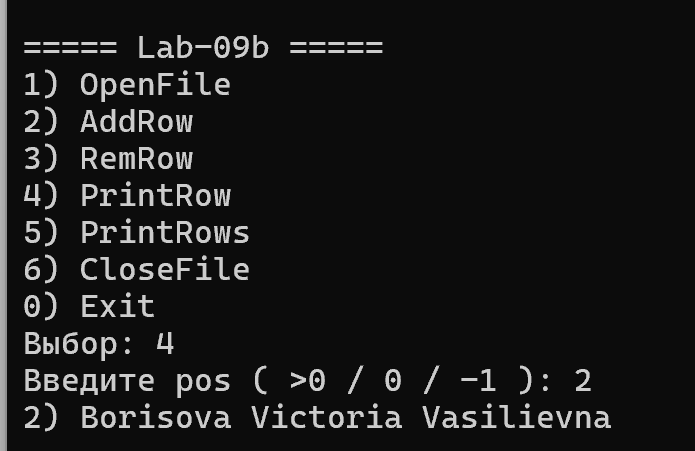 ===== Lab-09b =====
1) OpenFile
2) AddRow
3) RemRow
4) PrintRow
5) PrintRows
6) CloseFile
0) Exit
Выбор: 4
Введите pos ( >0 / 0 / -1 ): 2
2) Borisova Victoria Vasilievna